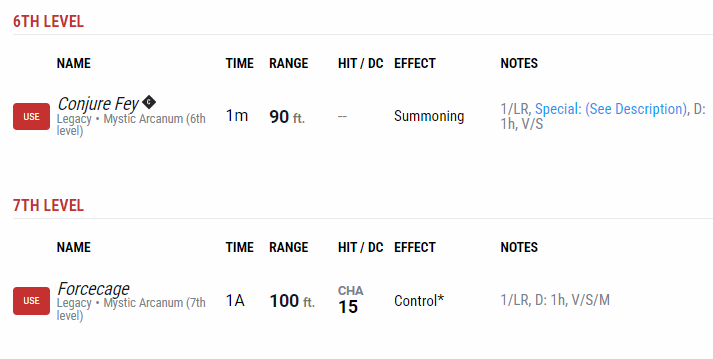 6TH LEVEL
NAME TIME RANGE HIT / DC EFFECT NOTES
USE Conjure Fey C 1m 90 ft. -- Summoning 1/LR, Special: (See Description), D:
Legacy • Mystic Arcanum (6th 1h, V/S
level)
7TH LEVEL
NAME TIME RANGE HIT / DC EFFECT NOTES
USE Forcecage 1A 100 ft. CHA Control* 1/LR, D: 1h, V/S/M
Legacy • Mystic Arcanum (7th 15
level)